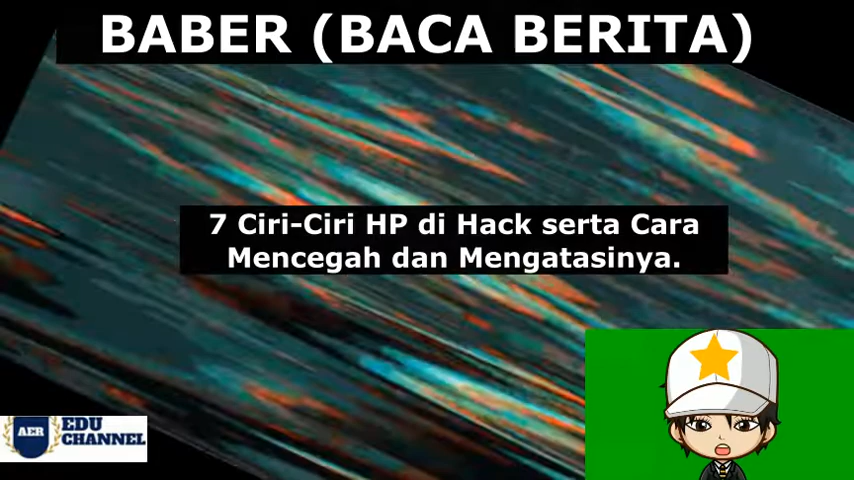 BABER (BACA BERITA)
7 Ciri-Ciri HP di Hack serta Cara
Mencegah dan Mengatasinya.
AER
EDU
CHANNEL